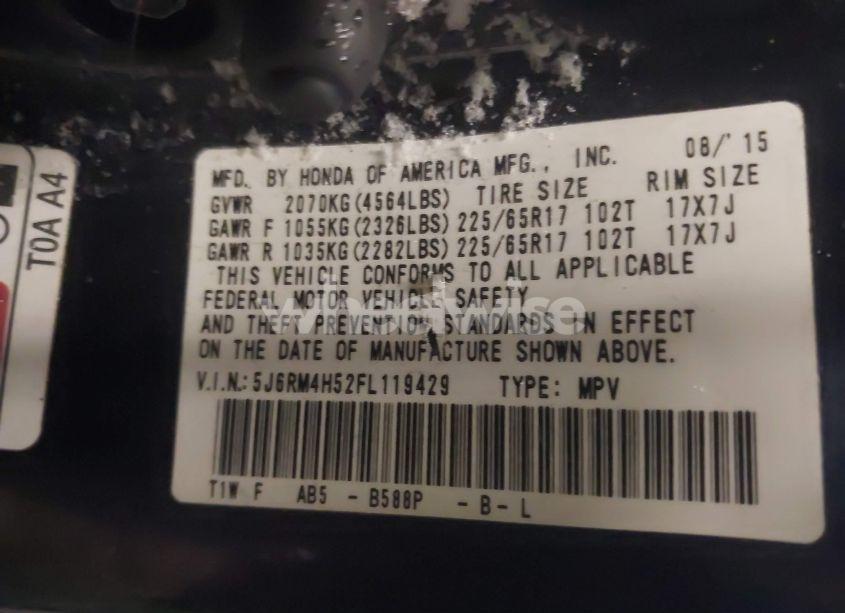 MFD. BY HONDA OF AMERICA MFG., INC. 08/'15
GVWR 2070KG(4564LBS) TIRE SIZE RIM SIZE
GAWR F 1055KG(2326LBS) 225/65R17 102T 17X7J
GAWR R 1035KG(2282LBS) 225/65R17 102T 17X7J
THIS VEHICLE CONFORMS TO ALL APPLICABLE
FEDERAL MOTOR VEHICLE SAFETY
AND THEFT PREVENTION STANDARDS IN EFFECT
ON THE DATE OF MANUFACTURE SHOWN ABOVE.
V.I.N.: 5J6RM4H52FL119429 TYPE: MPV
T1W F AB5 - B588P - B - L
T0A A4